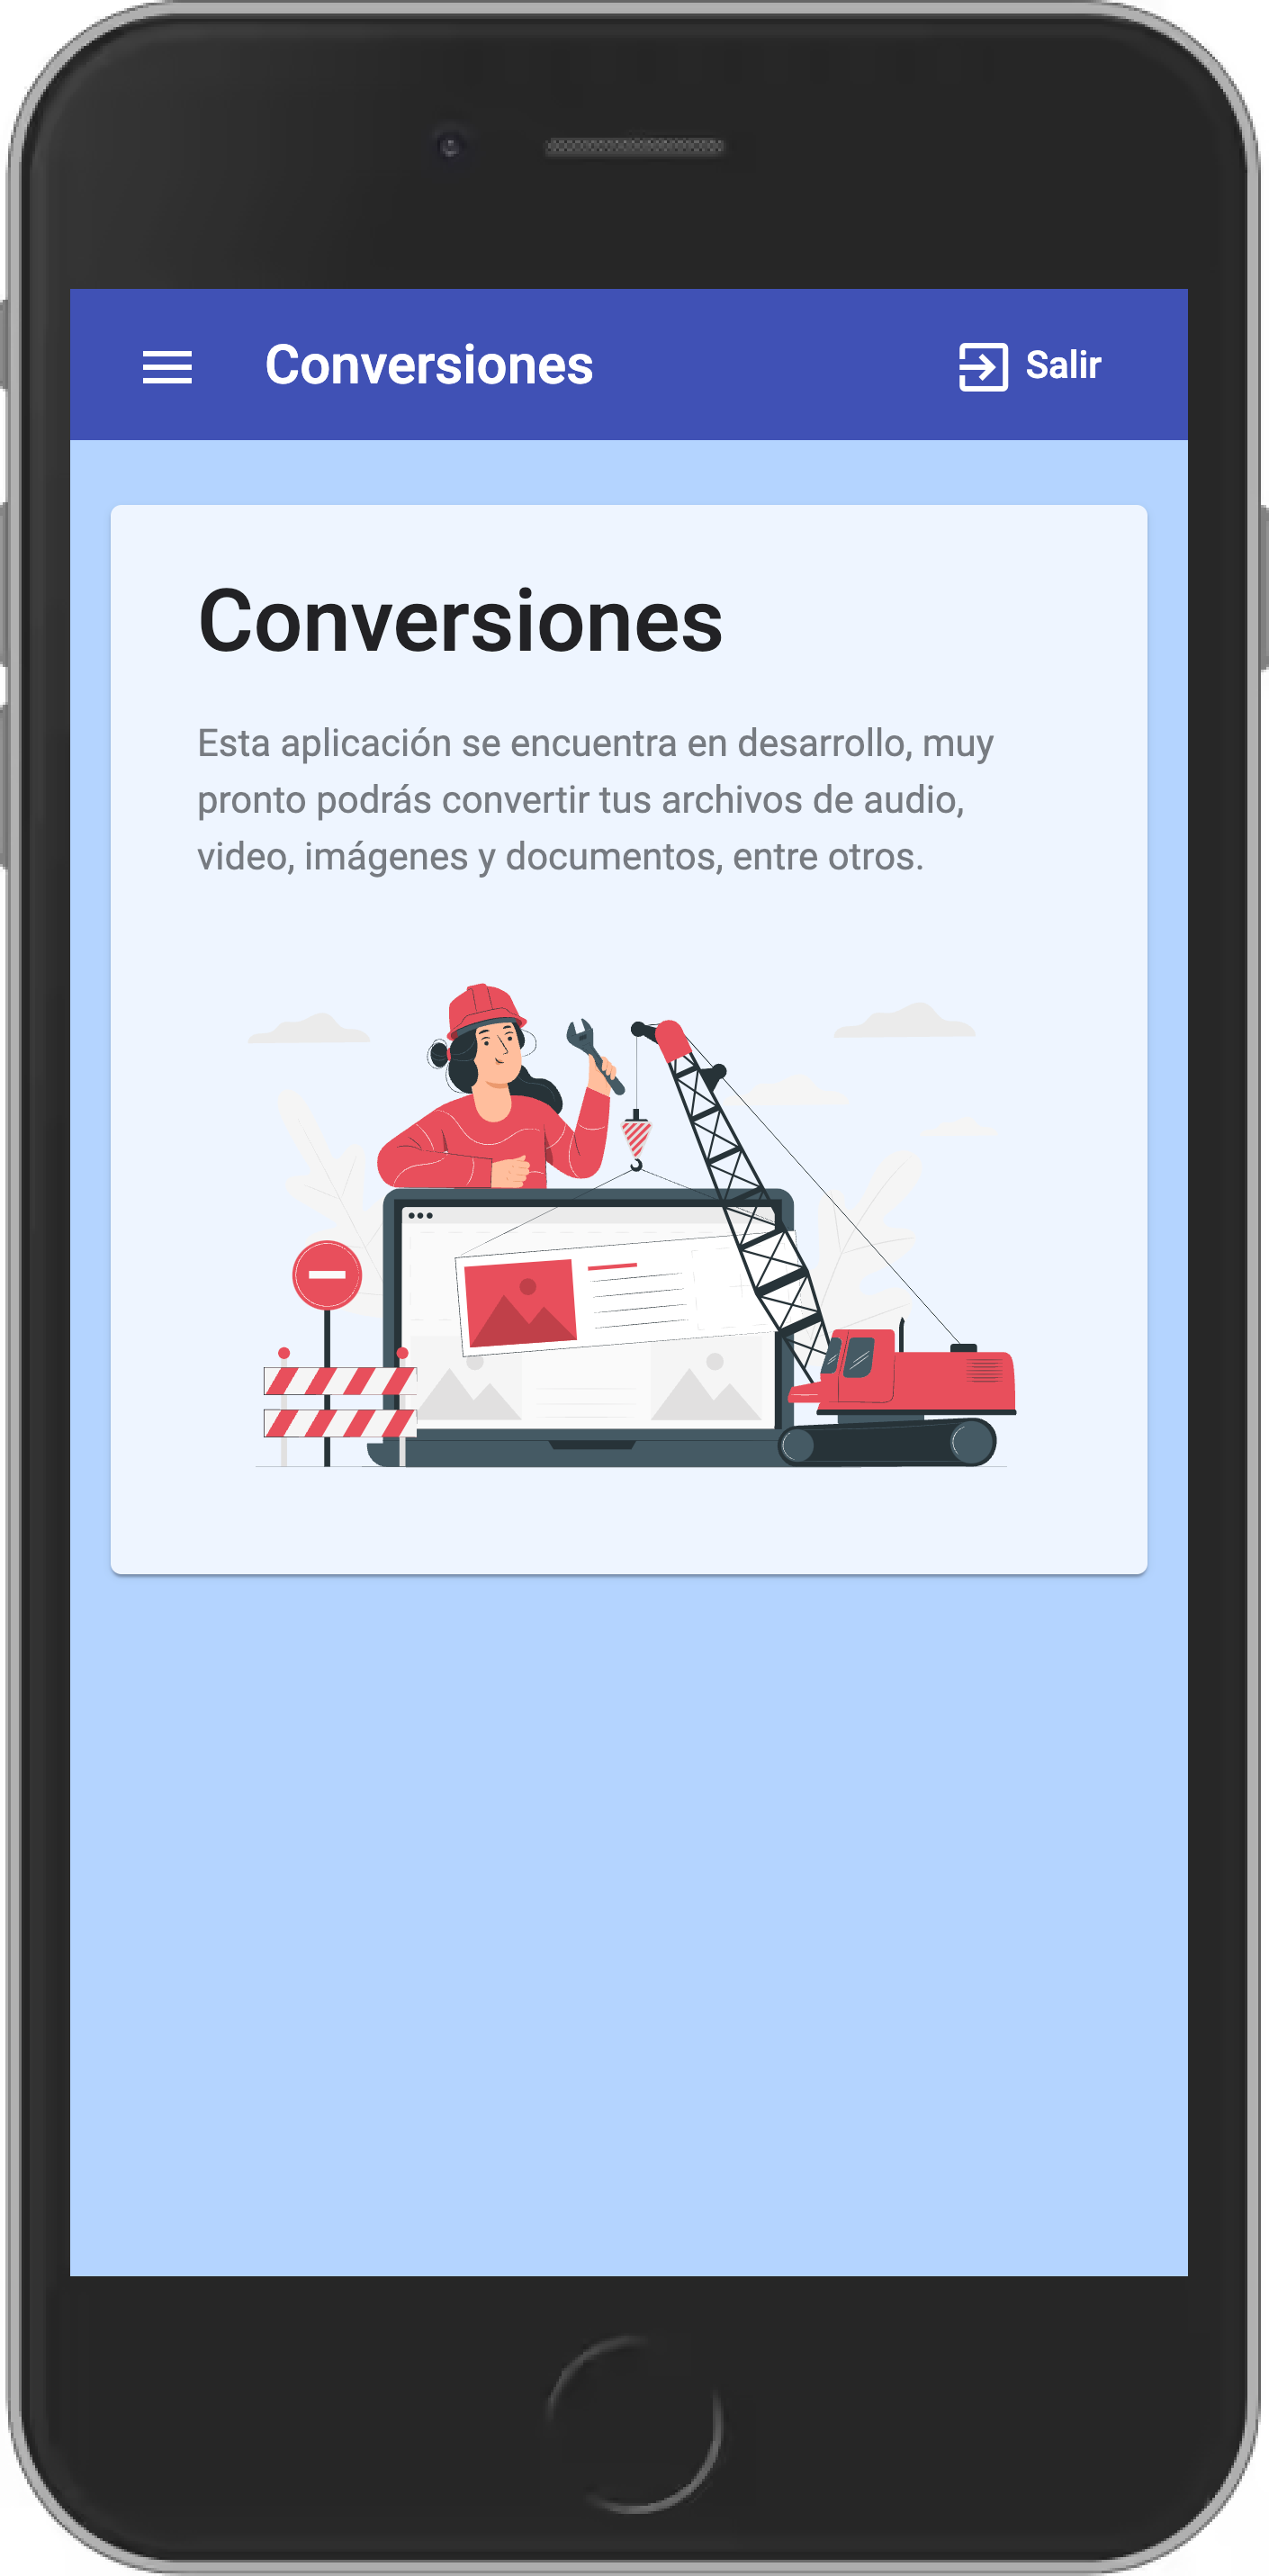 Conversiones
Salir
Conversiones
Esta aplicación se encuentra en desarrollo, muy
pronto podrás convertir tus archivos de audio,
video, imágenes y documentos, entre otros.